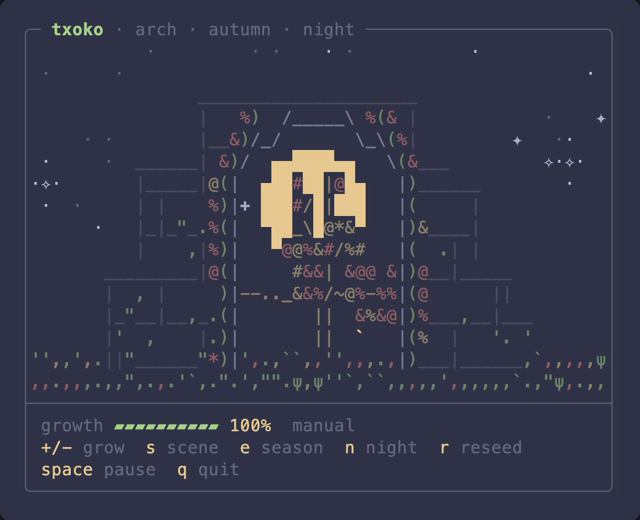 txoko · arch · autumn · night
growth 100% manual
+/- grow s scene e season n night r reseed
space pause q quit